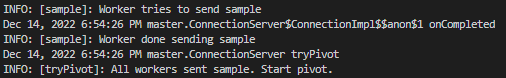 INFO: [sample]: Worker tries to send sample
Dec 14, 2022 6:54:26 PM master.ConnectionServer$ConnectionImpl$$anon$1 onCompleted
INFO: [sample]: Worker done sending sample
Dec 14, 2022 6:54:26 PM master.ConnectionServer tryPivot
INFO: [tryPivot]: All workers sent sample. Start pivot.